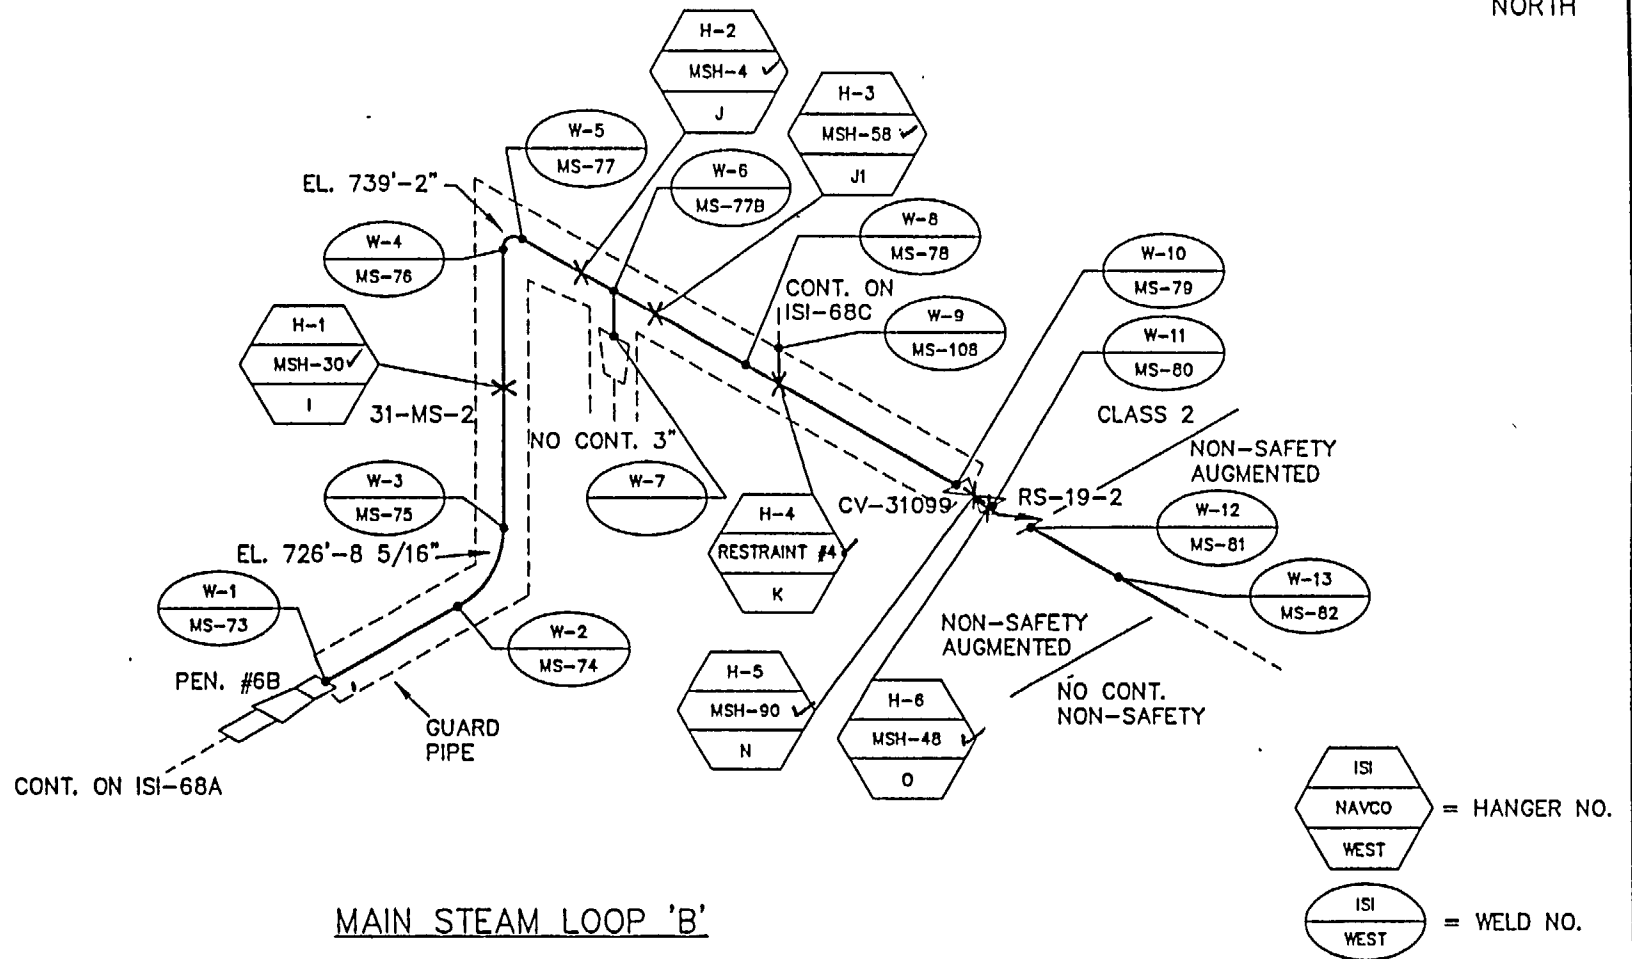 NORTH
H-2
MSH-4 ✓
J
H-3
MSH-58 ✓
J1
W-5
MS-77
W-6
MS-77B
EL. 739'-2"
W-8
MS-78
W-4
MS-76
W-10
MS-79
CONT. ON
ISI-68C
W-9
MS-108
H-1
MSH-30 ✓
I
W-11
MS-80
31-MS-2
CLASS 2
NO CONT. 3"
NON-SAFETY
AUGMENTED
W-3
MS-75
W-7
CV-31099
RS-19-2
H-4
RESTRAINT #4 ✓
K
W-12
MS-81
EL. 726'-8 5/16"
W-1
MS-73
W-13
MS-82
W-2
MS-74
NON-SAFETY
AUGMENTED
PEN. #6B
H-5
MSH-90 ✓
N
H-6
MSH-48 ✓
O
NO CONT.
NON-SAFETY
GUARD
PIPE
CONT. ON ISI-68A
ISI
NAVCO
WEST
= HANGER NO.
ISI
WEST
= WELD NO.
MAIN STEAM LOOP 'B'